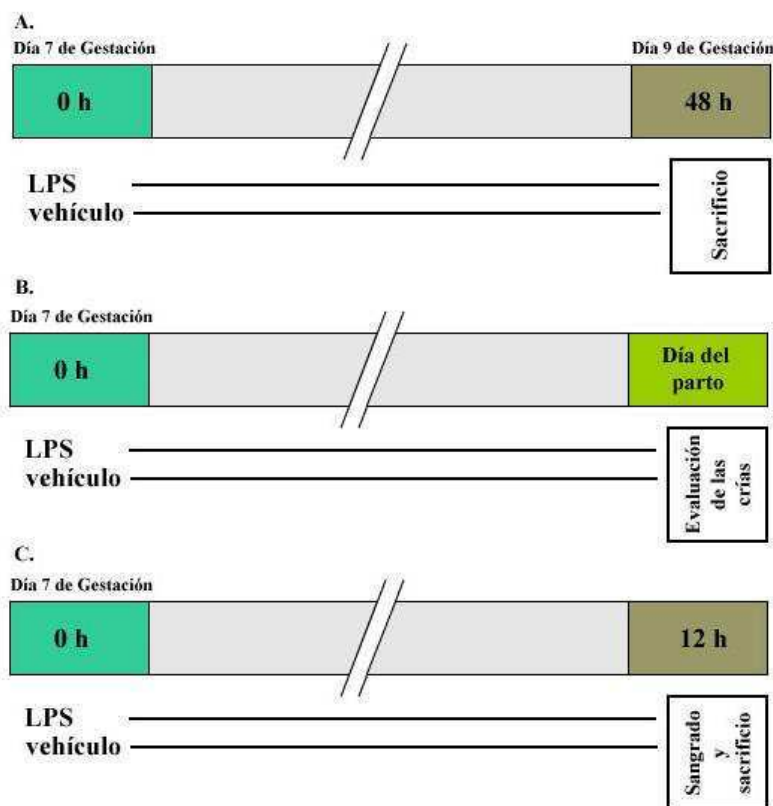 A.
Día 7 de Gestación
Día 9 de Gestación
0 h
48 h
LPS
vehículo
Sacrificio
B.
Día 7 de Gestación
0 h
Día del
parto
LPS
vehículo
Evaluación
de las
crías
C.
Día 7 de Gestación
0 h
12 h
LPS
vehículo
Sangrado
y
sacrificio